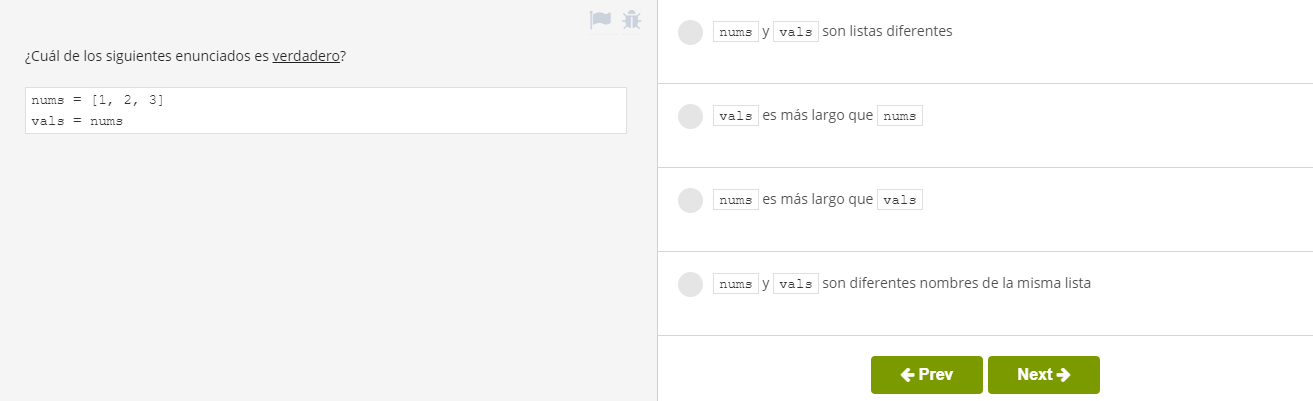 ¿Cuál de los siguientes enunciados es verdadero?
nums = [1, 2, 3]
vals = nums
nums y vals son listas diferentes
vals es más largo que nums
nums es más largo que vals
nums y vals son diferentes nombres de la misma lista
Prev
Next